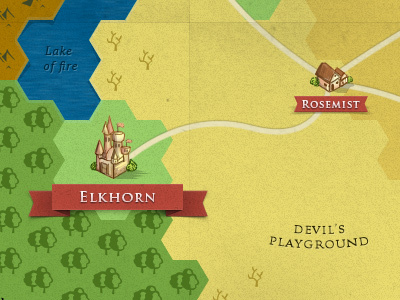 Lake
of fire
Rosemist
Elkhorn
DEVIL'S
PLAYGROUND